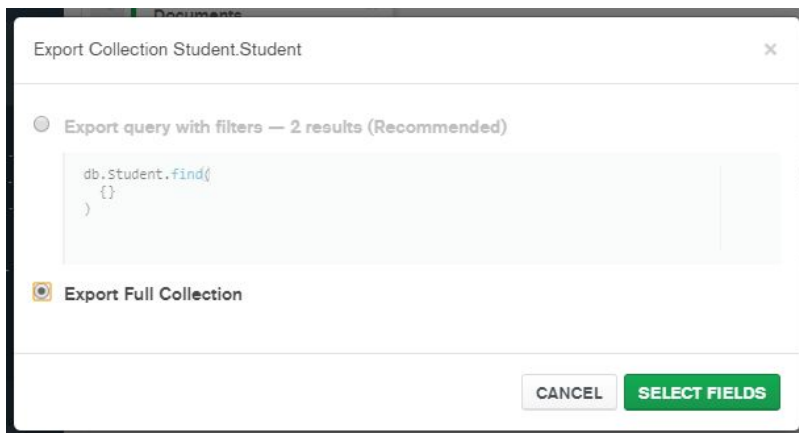 Documents
Export Collection Student.Student
×
Export query with filters — 2 results (Recommended)
db.Student.find(
{}
)
Export Full Collection
CANCEL
SELECT FIELDS